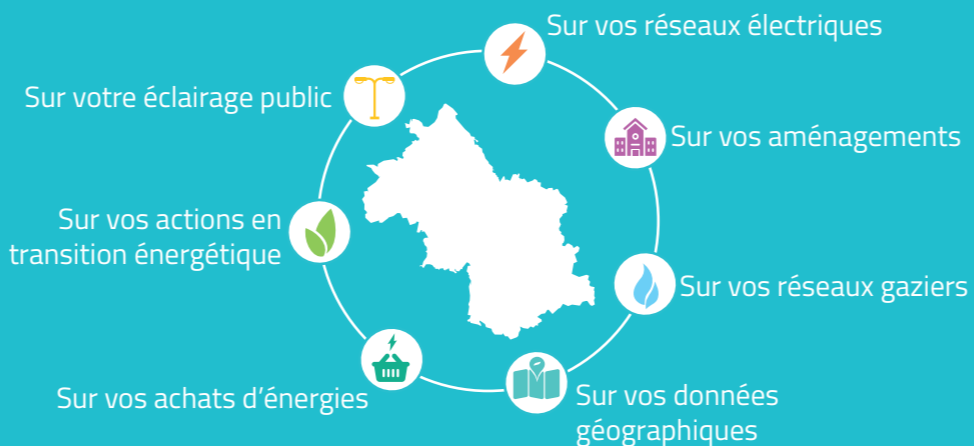 Sur vos réseaux électriques
Sur votre éclairage public
Sur vos aménagements
Sur vos actions en
transition énergétique
Sur vos réseaux gaziers
Sur vos achats d’énergies
Sur vos données
géographiques